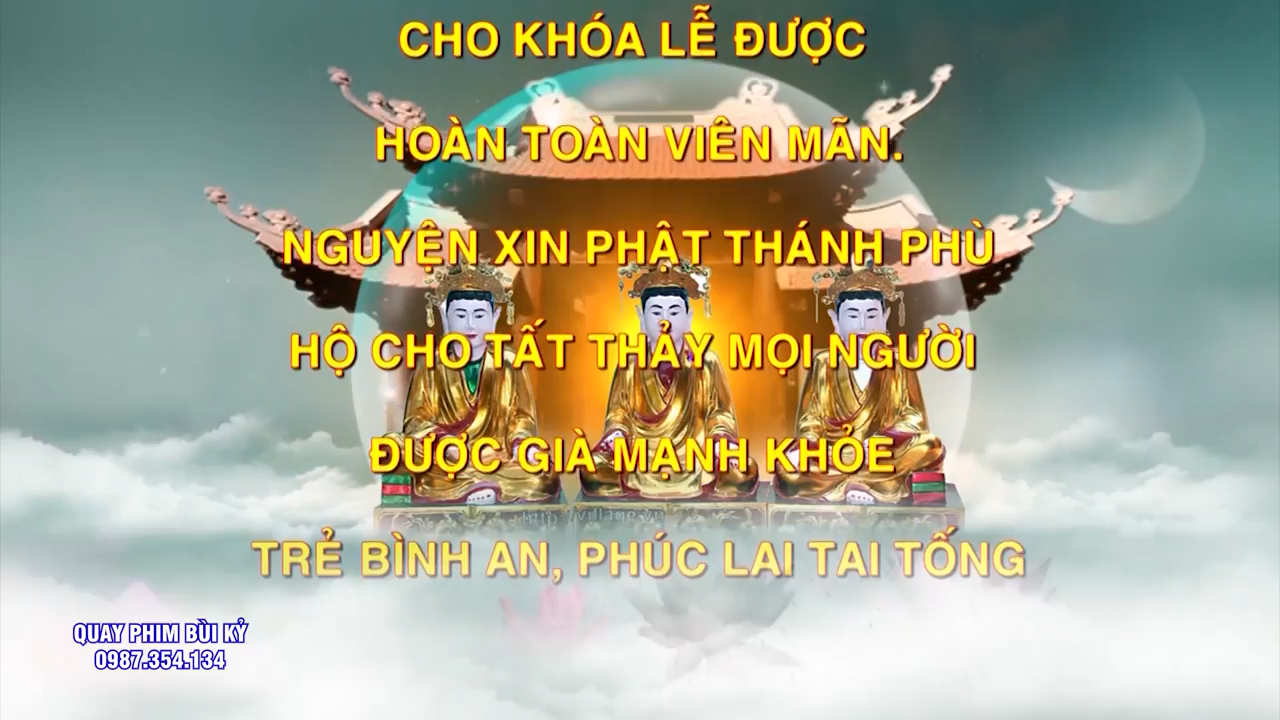 CHO KHÓA LỄ ĐƯỢC
HOÀN TOÀN VIÊN MÃN.
NGUYỆN XIN PHẬT THÁNH PHÙ
HỘ CHO TẤT THẢY MỌI NGƯỜI
ĐƯỢC GIÀ MẠNH KHỎE
TRẺ BÌNH AN, PHÚC LAI TAI TỐNG
QUAY PHIM BÙI KỶ
0987.354.134